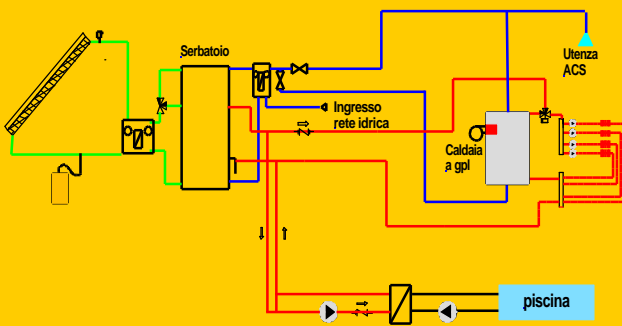 Serbatoio
Utenza
ACS
Ingresso
rete idrica
Caldaia
a gpl
piscina